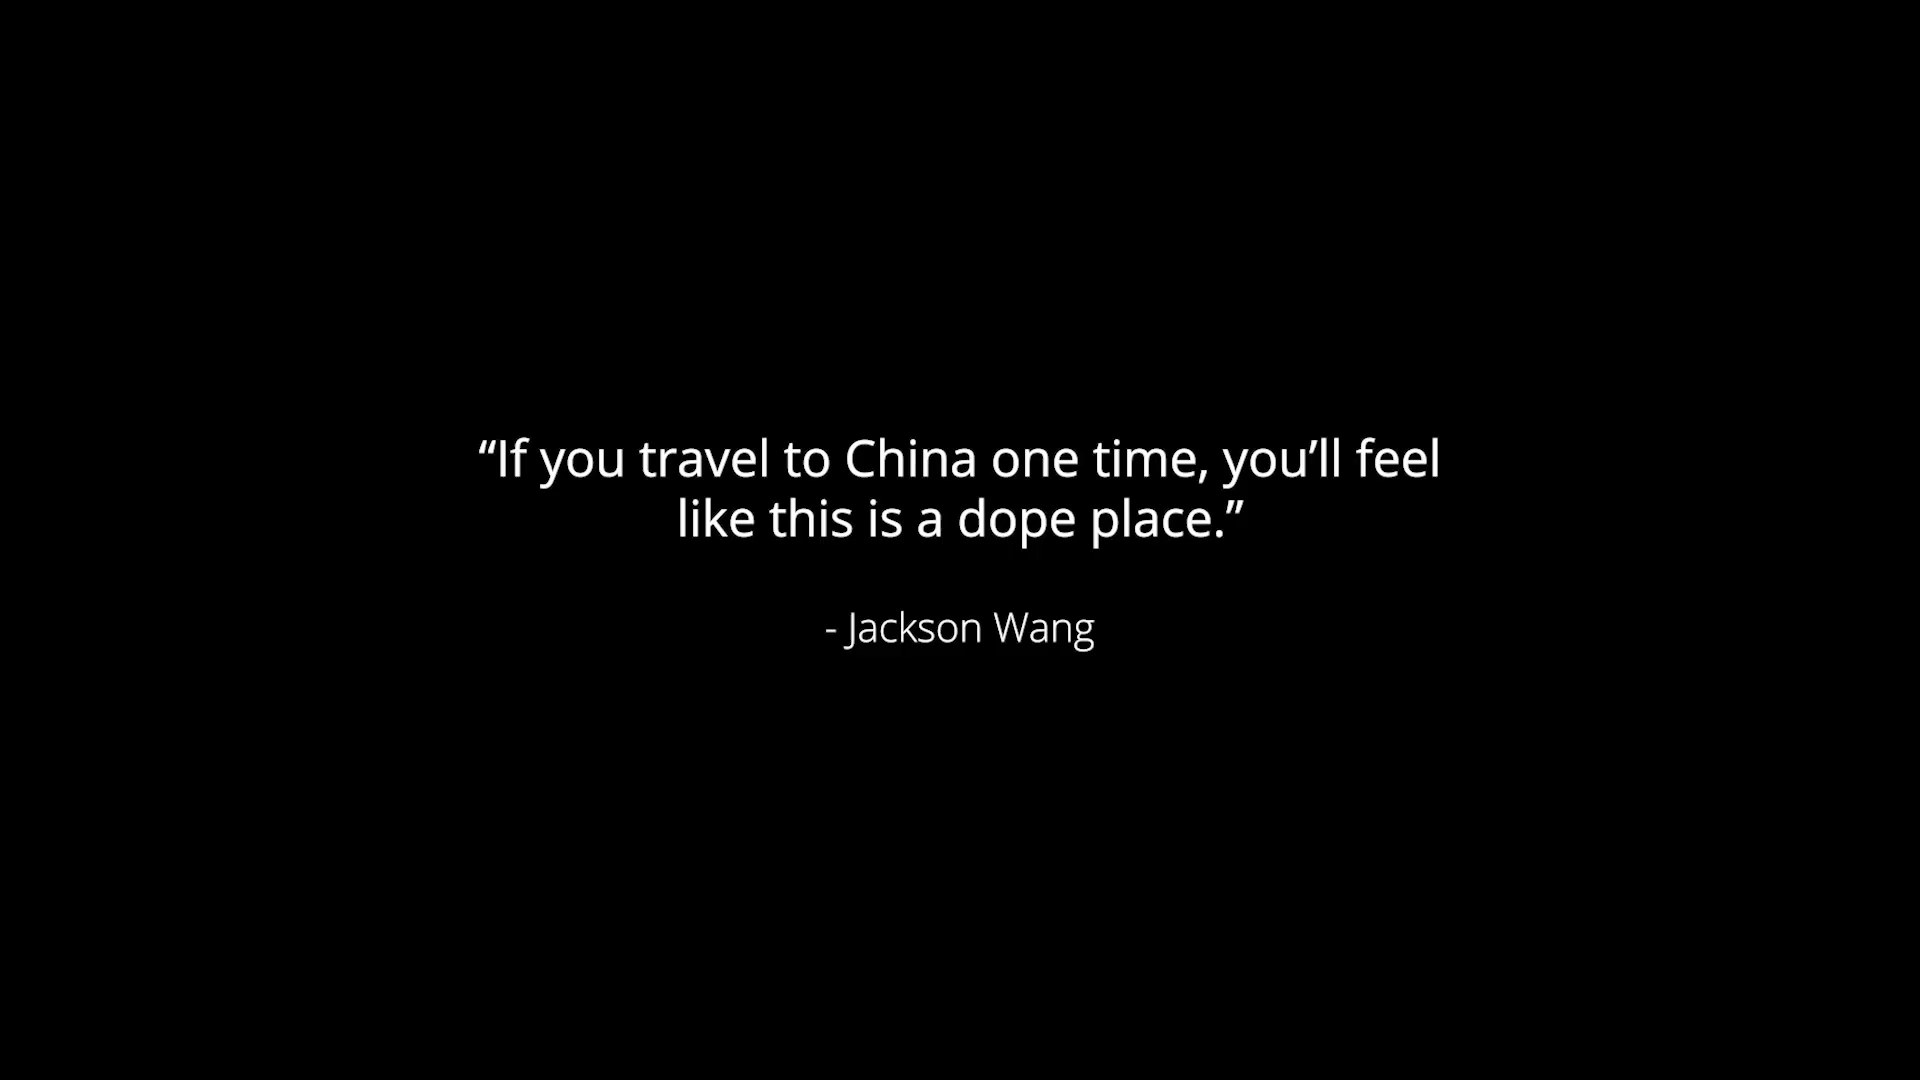 “If you travel to China one time, you’ll feel
like this is a dope place.”
- Jackson Wang